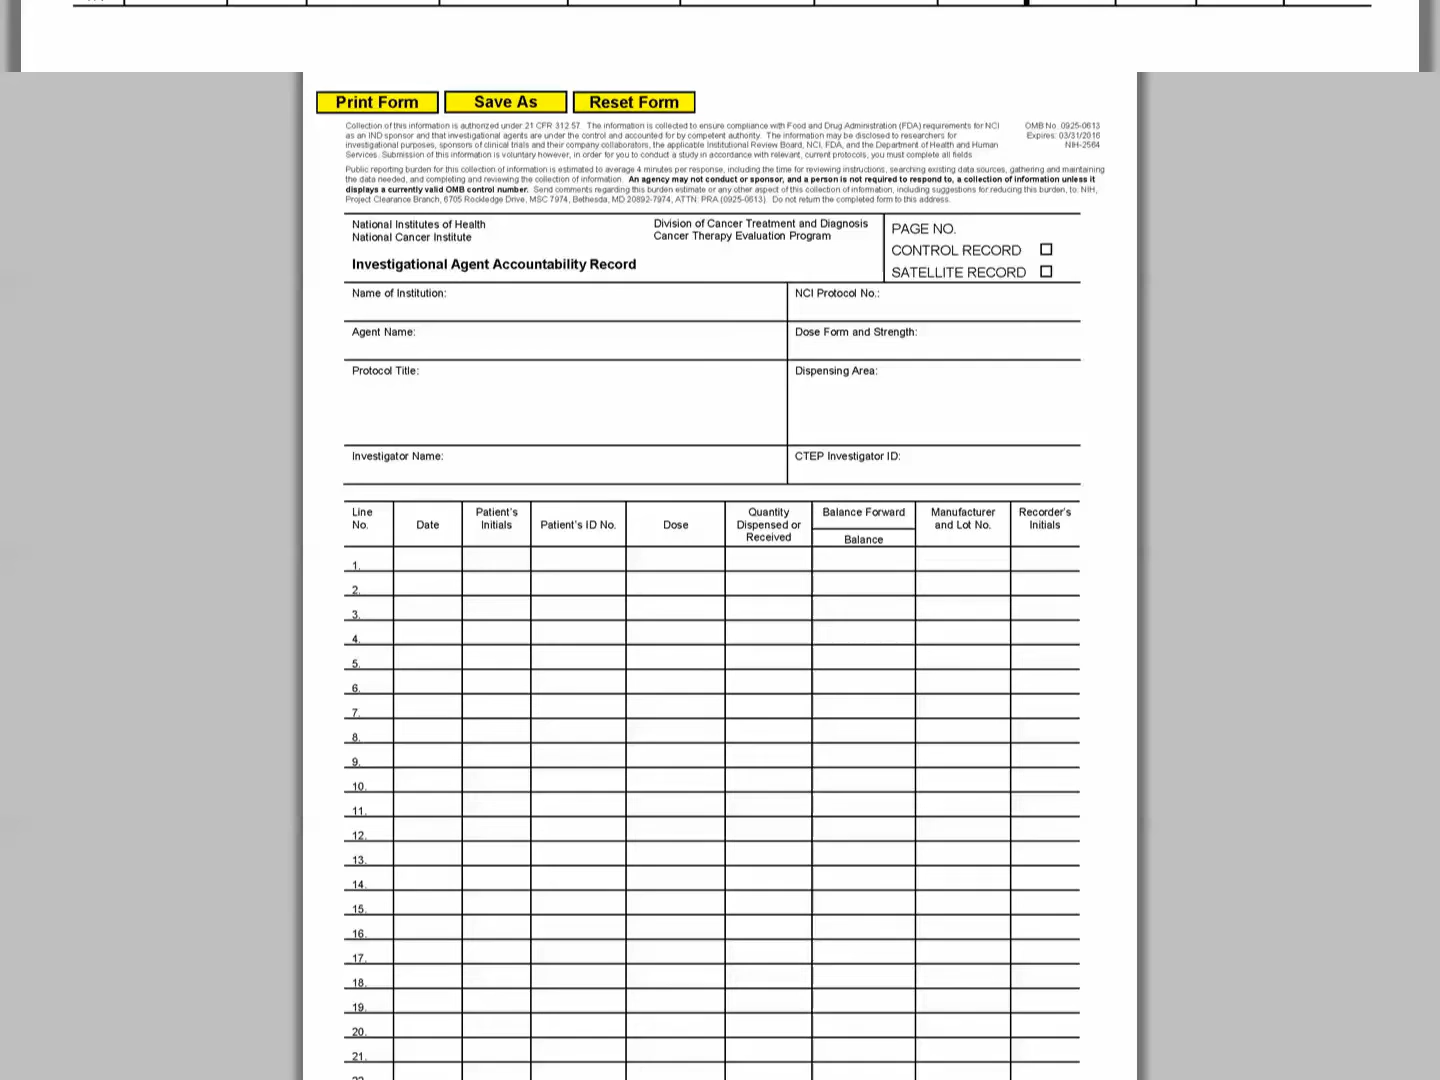 Print Form
Save As
Reset Form
Collection of this information is authorized under 21 CFR 312.57. The information is collected to ensure compliance with Food and Drug Administration (FDA) requirements for NCI
as an IND sponsor and that investigational agents are under the control and accounted for by competent authority. The information may be disclosed to researchers for
investigational purposes, sponsors of clinical trials and their company collaborators, the applicable Institutional Review Board, NCI, FDA, and the Department of Health and Human
Services. Submission of this information is voluntary however, in order for you to conduct a study in accordance with relevant, current protocols, you must complete all fields
OMB No. 0925-0613
Expires: 03/31/2016
NIH-2564
Public reporting burden for this collection of information is estimated to average 4 minutes per response, including the time for reviewing instructions, searching existing data sources, gathering and maintaining
the data needed, and completing and reviewing the collection of information. An agency may not conduct or sponsor, and a person is not required to respond to, a collection of information unless it
displays a currently valid OMB control number. Send comments regarding this burden estimate or any other aspect of this collection of information, including suggestions for reducing this burden, to: NIH,
Project Clearance Branch, 6705 Rockledge Drive, MSC 7974, Bethesda, MD 20892-7974, ATTN: PRA (0925-0613). Do not return the completed form to this address.
National Institutes of Health
National Cancer Institute
Division of Cancer Treatment and Diagnosis
Cancer Therapy Evaluation Program
Investigational Agent Accountability Record
PAGE NO.
CONTROL RECORD
SATELLITE RECORD
Name of Institution:
NCI Protocol No.:
Agent Name:
Dose Form and Strength:
Protocol Title:
Dispensing Area:
Investigator Name:
CTEP Investigator ID:
Line
No.
Date
Patient's
Initials
Patient's ID No.
Dose
Quantity
Dispensed or
Received
Balance Forward
Balance
Manufacturer
and Lot No.
Recorder's
Initials
1.
2.
3.
4.
5.
6.
7.
8.
9.
10.
11.
12.
13.
14.
15.
16.
17.
18.
19.
20.
21.